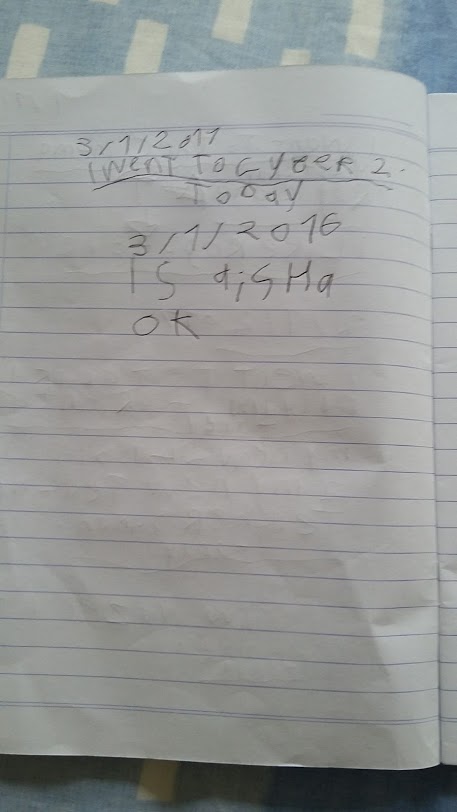 3/1/2017
I WENT TO CYBER 2.
TODAY
3/1/2016
IS disHa
OK